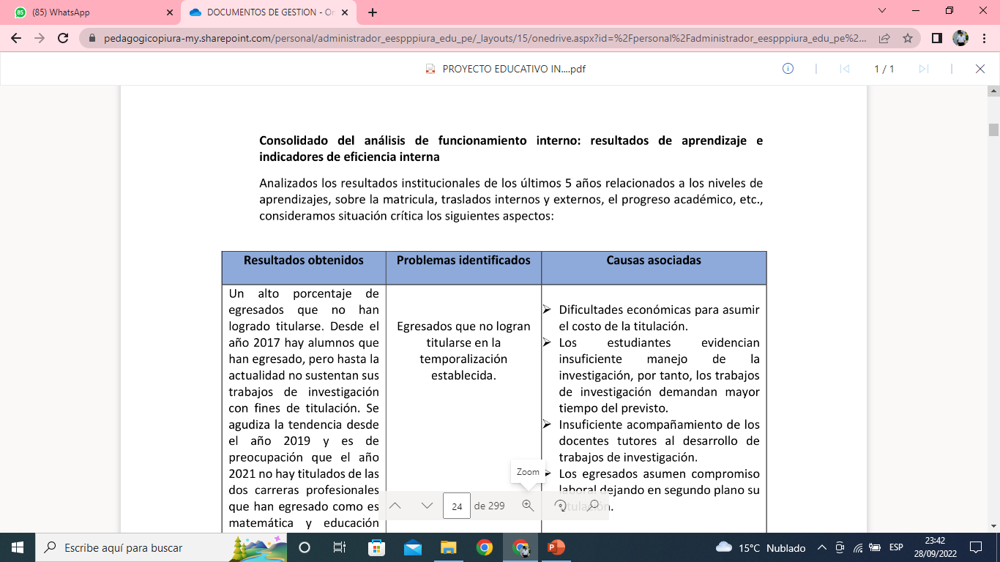 (85) WhatsApp
DOCUMENTOS DE GESTION - On
pedagogicopiura-my.sharepoint.com/personal/administrador_eespppiura_edu_pe/_layouts/15/onedrive.aspx?id=%2Fpersonal%2Fadministrador_eespppiura_edu_pe%2...
PROYECTO EDUCATIVO IN....pdf
1 / 1
Consolidado del análisis de funcionamiento interno: resultados de aprendizaje e
indicadores de eficiencia interna
Analizados los resultados institucionales de los últimos 5 años relacionados a los niveles de
aprendizajes, sobre la matricula, traslados internos y externos, el progreso académico, etc.,
consideramos situación crítica los siguientes aspectos:
Resultados obtenidos
Problemas identificados
Causas asociadas
Un alto porcentaje de
egresados que no han
logrado titularse. Desde el
año 2017 hay alumnos que
han egresado, pero hasta la
actualidad no sustentan sus
trabajos de investigación
con fines de titulación. Se
agudiza la tendencia desde
el año 2019 y es de
preocupación que el año
2021 no hay titulados de las
dos carreras profesionales
que han egresado como es
matemática y educación
Egresados que no logran
titularse en la
temporalización
establecida.
Dificultades económicas para asumir
el costo de la titulación.
Los estudiantes evidencian
insuficiente manejo de la
investigación, por tanto, los trabajos
de investigación demandan mayor
tiempo del previsto.
Insuficiente acompañamiento de los
docentes tutores al desarrollo de
trabajos de investigación.
Los egresados asumen compromiso
laboral dejando en segundo plano su
titulación.
Zoom
24 de 299
Escribe aquí para buscar
15°C Nublado
ESP
23:42
28/09/2022